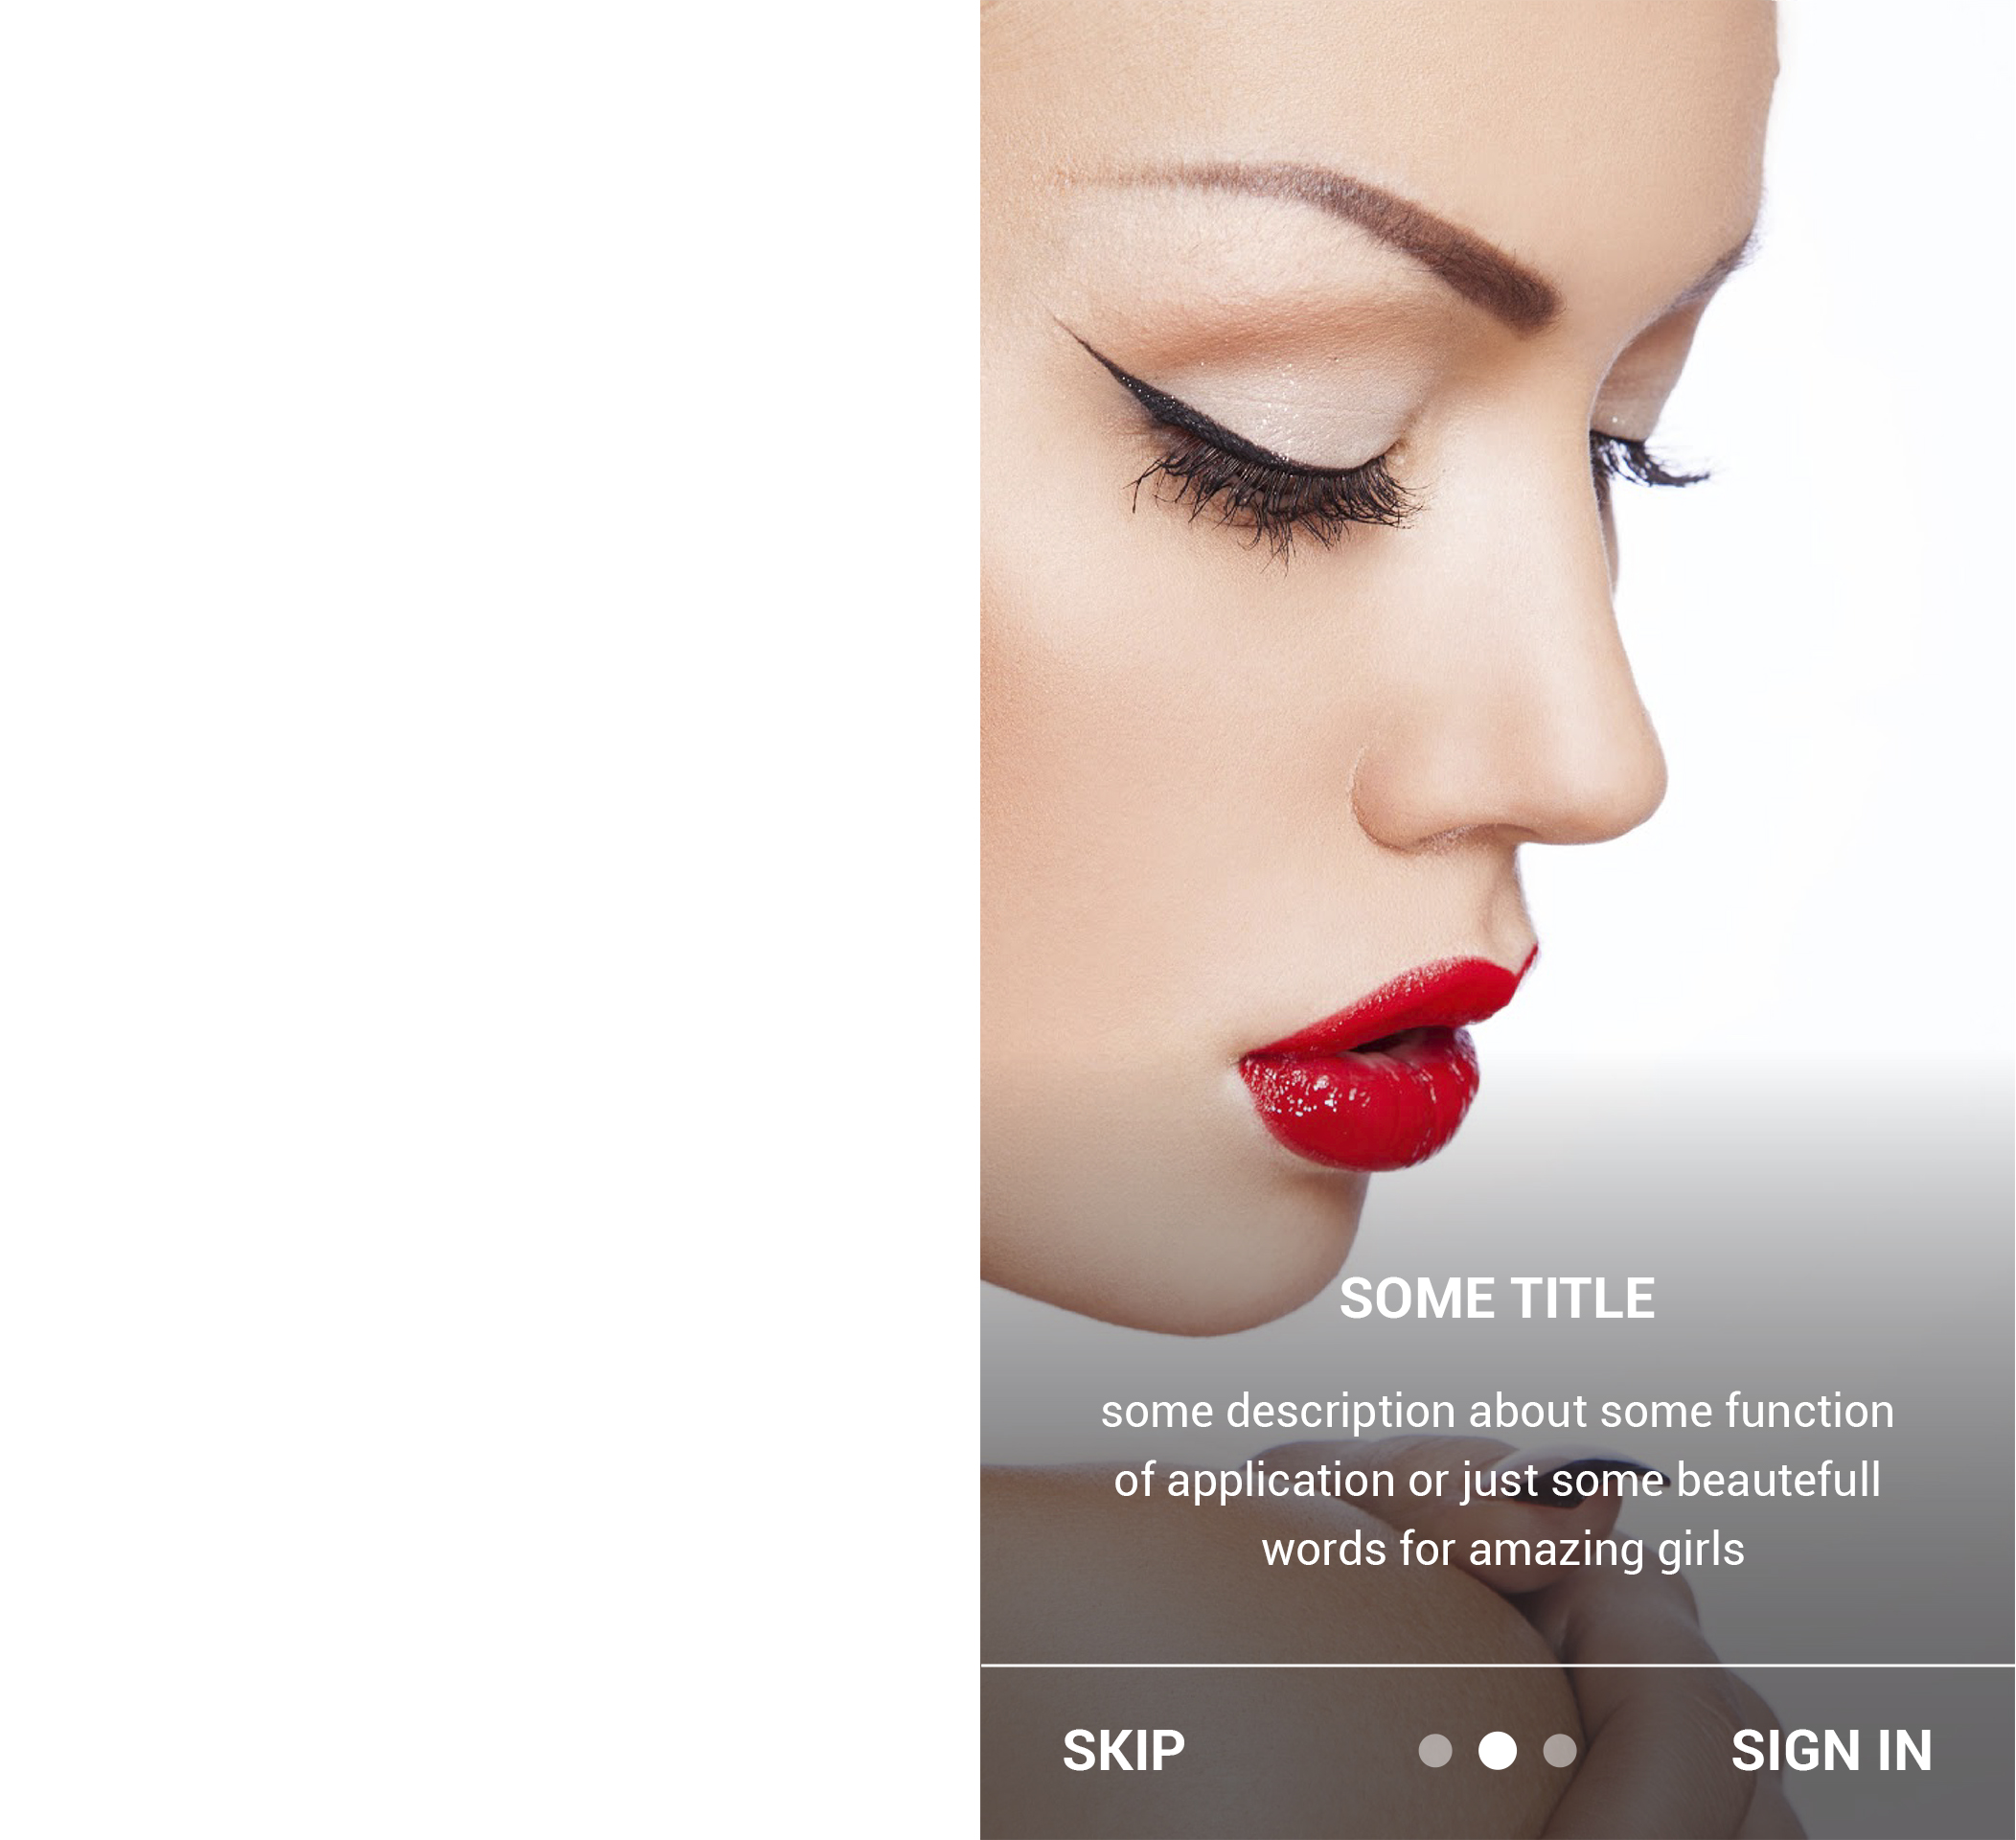 SOME TITLE
some description about some function
of application or just some beautefull
words for amazing girls
SKIP
SIGN IN